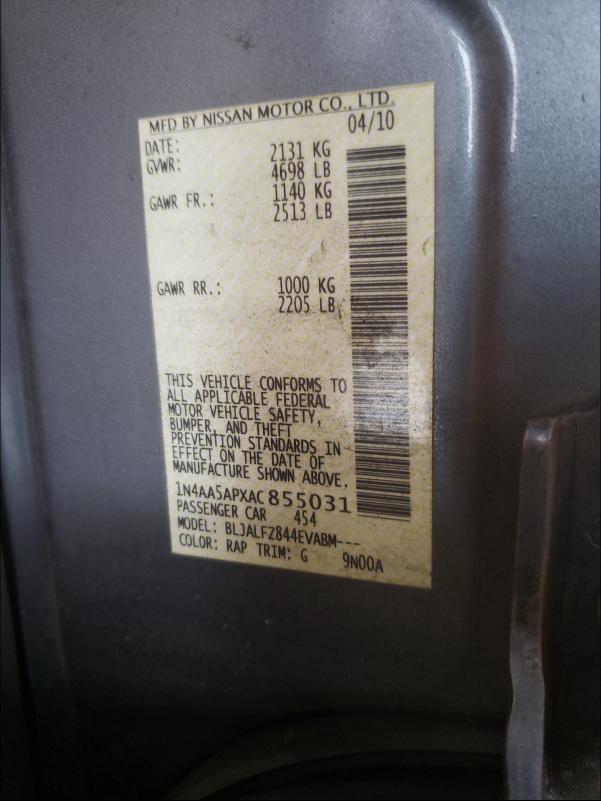 MFD BY NISSAN MOTOR CO., LTD.
DATE: 04/10
GVWR: 2131 KG
4698 LB
GAWR FR.: 1140 KG
2513 LB
GAWR RR.: 1000 KG
2205 LB
THIS VEHICLE CONFORMS TO
ALL APPLICABLE FEDERAL
MOTOR VEHICLE SAFETY,
BUMPER, AND THEFT
PREVENTION STANDARDS IN
EFFECT ON THE DATE OF
MANUFACTURE SHOWN ABOVE.
1N4AA5APXAC855031
PASSENGER CAR 454
MODEL: BLJALFZ844EVABM---
COLOR: RAP TRIM: G 9N00A